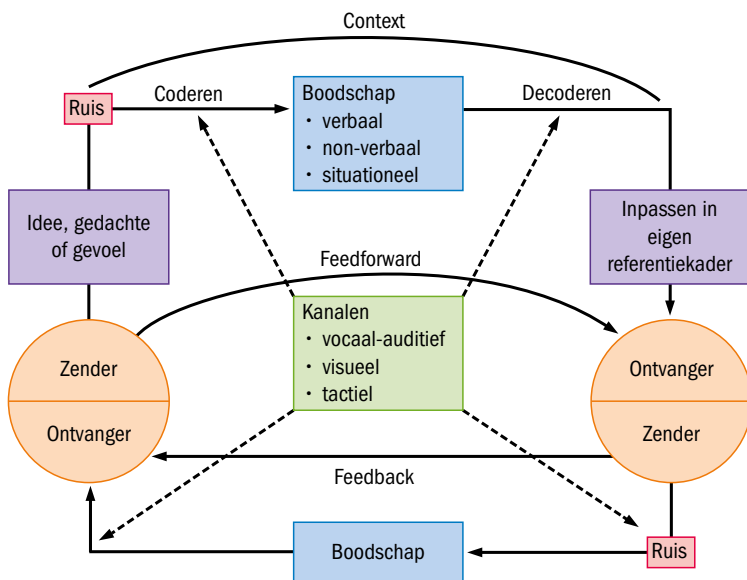 Context
Ruis
Coderen
Boodschap
· verbaal
· non-verbaal
· situationeel
Decoderen
Idee, gedachte
of gevoel
Inpassen in
eigen
referentiekader
Feedforward
Kanalen
· vocaal-auditief
· visueel
· tactiel
Zender
Ontvanger
Ontvanger
Zender
Feedback
Boodschap
Ruis